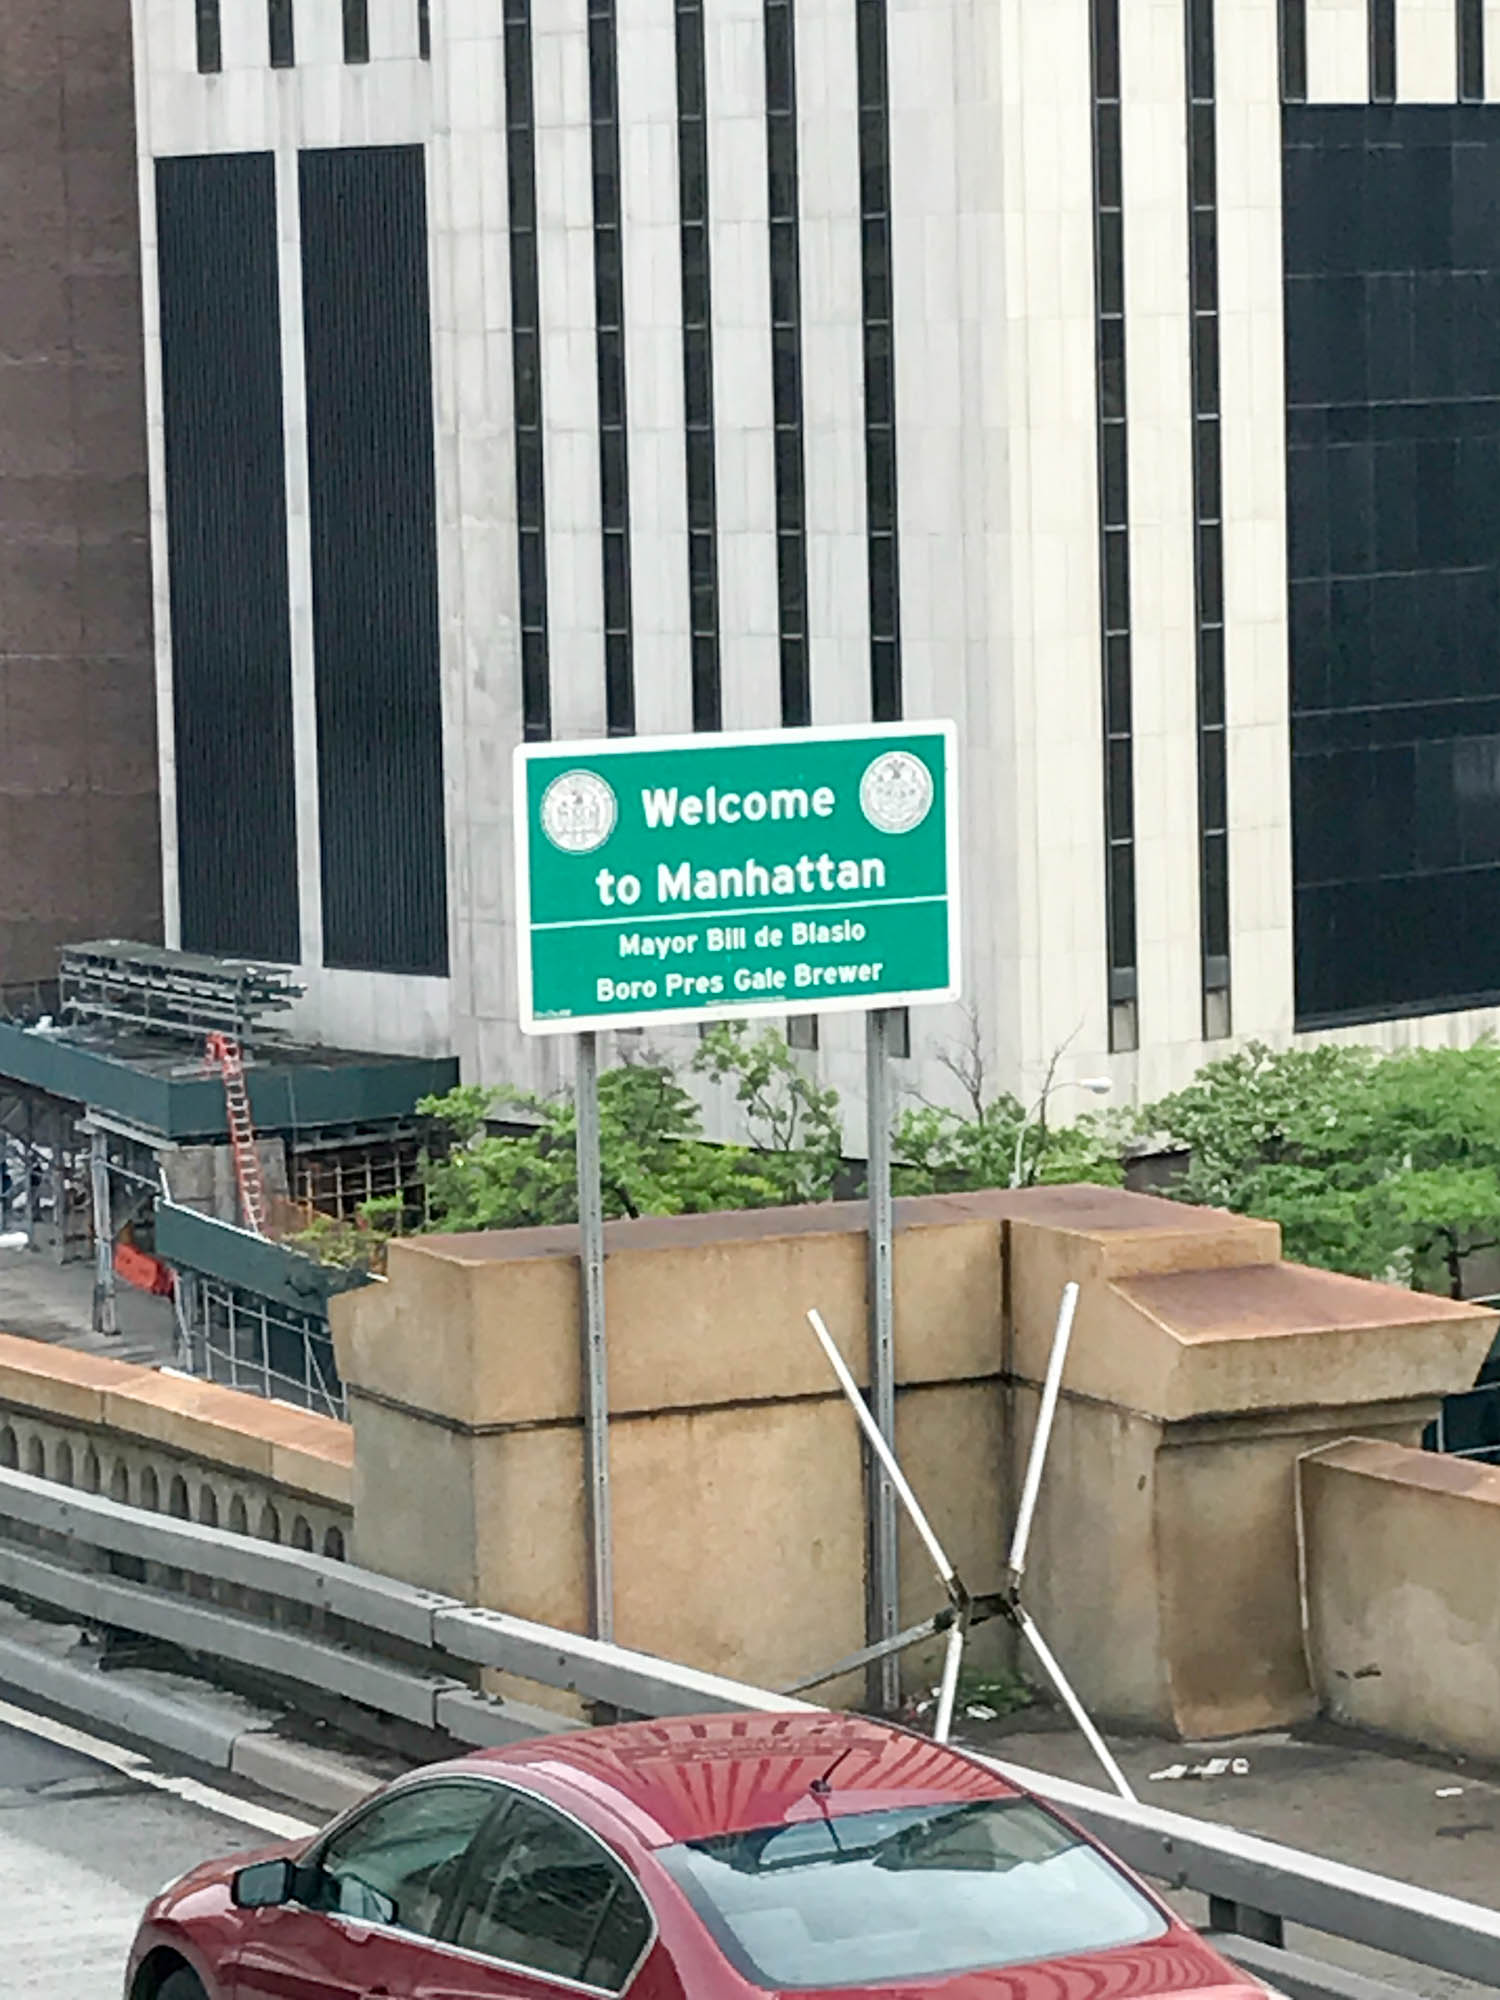 Welcome
to Manhattan
Mayor Bill de Blasio
Boro Pres Gale Brewer